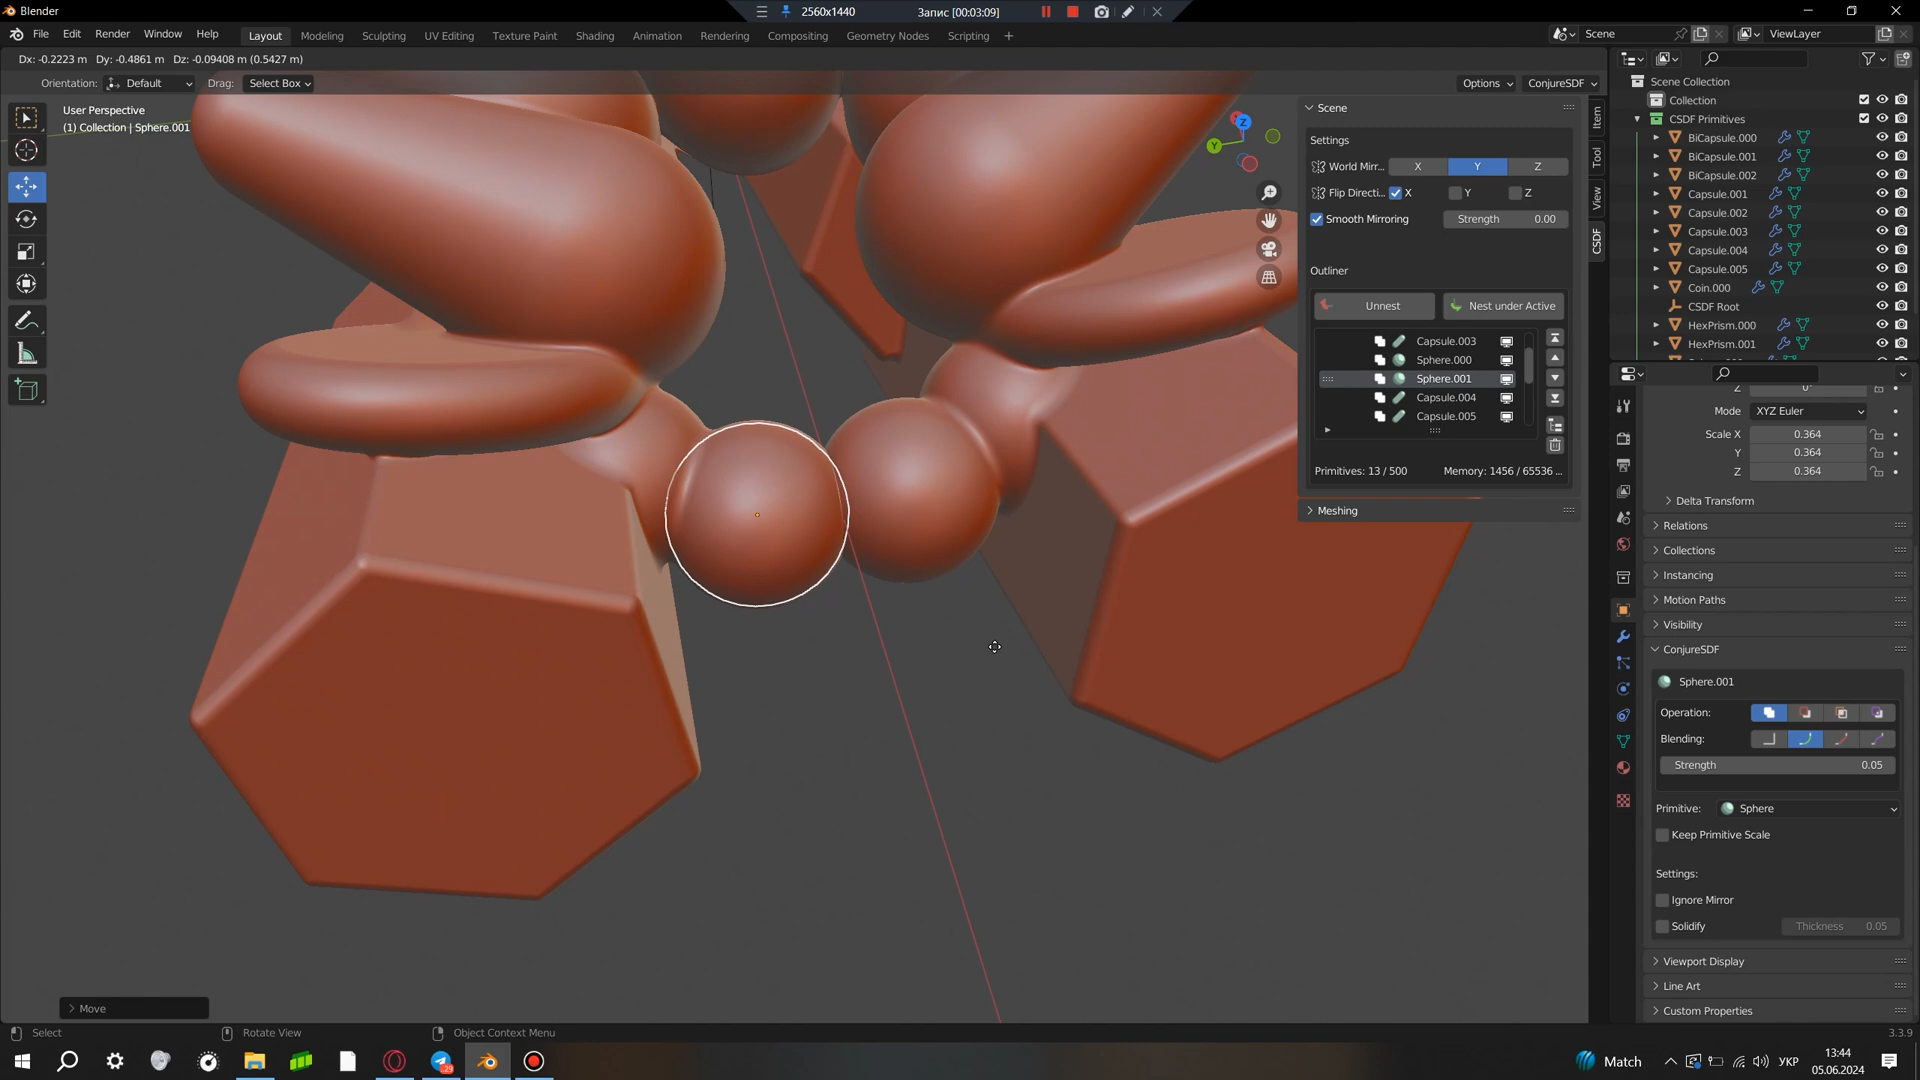 Blender
2560x1440
Запис [00:03:09]
File Edit Render Window Help
Layout Modeling Sculpting UV Editing Texture Paint Shading Animation Rendering Compositing Geometry Nodes Scripting
Scene
ViewLayer
Dx: -0.2223 m Dy: -0.4861 m Dz: -0.09408 m (0.5427 m)
Orientation: Default Drag: Select Box
Options ConjureSDF
User Perspective
(1) Collection | Sphere.001
Z
Y
Scene
Settings
World Mirr... X Y Z
Flip Directi... X Y Z
Smooth Mirroring Strength 0.00
Outliner
Unnest Nest under Active
Capsule.003
Sphere.000
Sphere.001
Capsule.004
Capsule.005
Primitives: 13 / 500 Memory: 1456 / 65536 ...
Meshing
Item
Tool
View
CSDF
Scene Collection
Collection
CSDF Primitives
BiCapsule.000
BiCapsule.001
BiCapsule.002
Capsule.001
Capsule.002
Capsule.003
Capsule.004
Capsule.005
Coin.000
CSDF Root
HexPrism.000
HexPrism.001
Z 0°
Mode XYZ Euler
Scale X 0.364
Y 0.364
Z 0.364
Delta Transform
Relations
Collections
Instancing
Motion Paths
Visibility
ConjureSDF
Sphere.001
Operation:
Blending:
Strength 0.05
Primitive: Sphere
Keep Primitive Scale
Settings:
Ignore Mirror
Solidify Thickness 0.05
Viewport Display
Line Art
Custom Properties
Move
Select Rotate View Object Context Menu
3.3.9
29
Match
УКР
13:44
05.06.2024